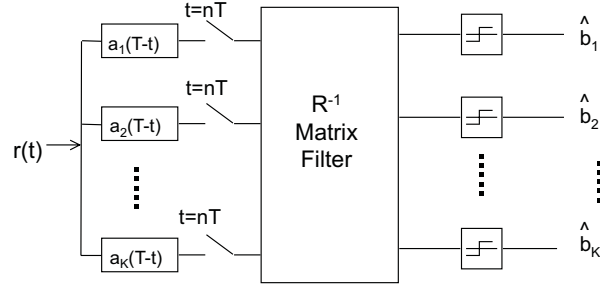 t=nT
a₁(T-t)
b̂₁
t=nT
a₂(T-t)
R⁻¹
Matrix
Filter
b̂₂
r(t)
t=nT
a_K(T-t)
b̂_K